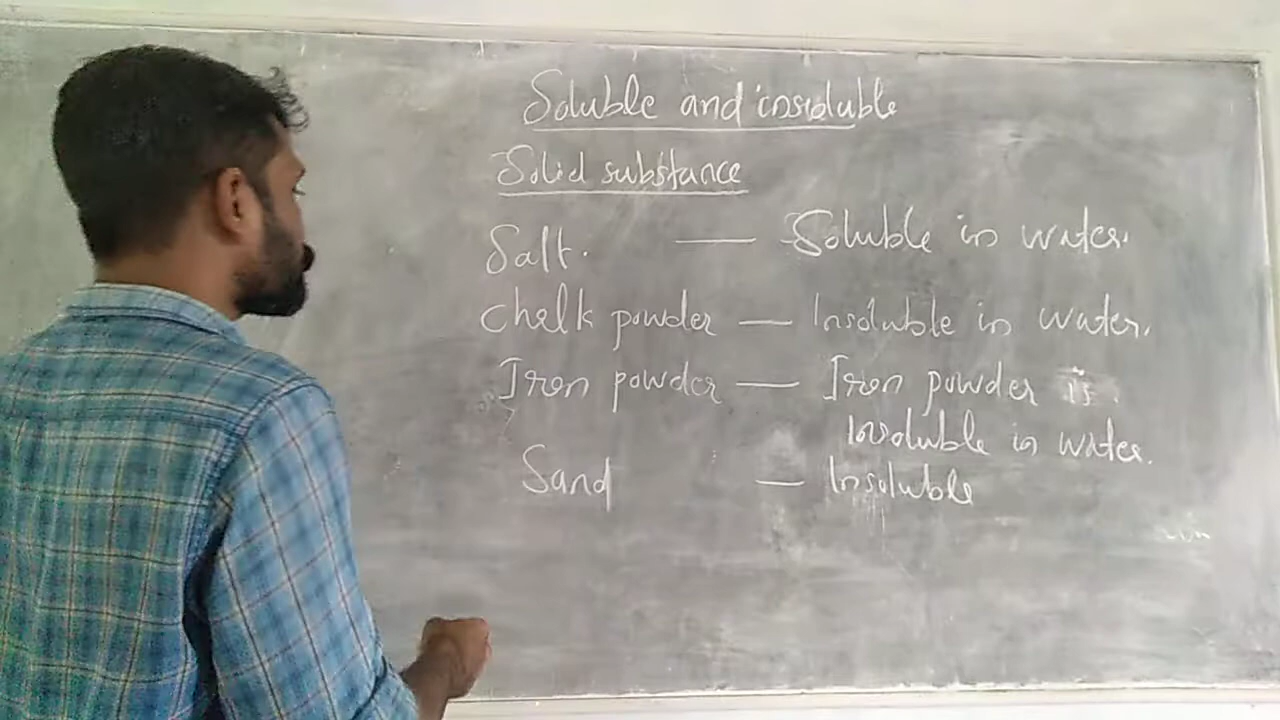 Soluble and insoluble
Solid substance
Salt. — Soluble in water.
Chalk powder — Insoluble in water.
Iron powder — Iron powder is
Insoluble in water.
Sand — Insoluble